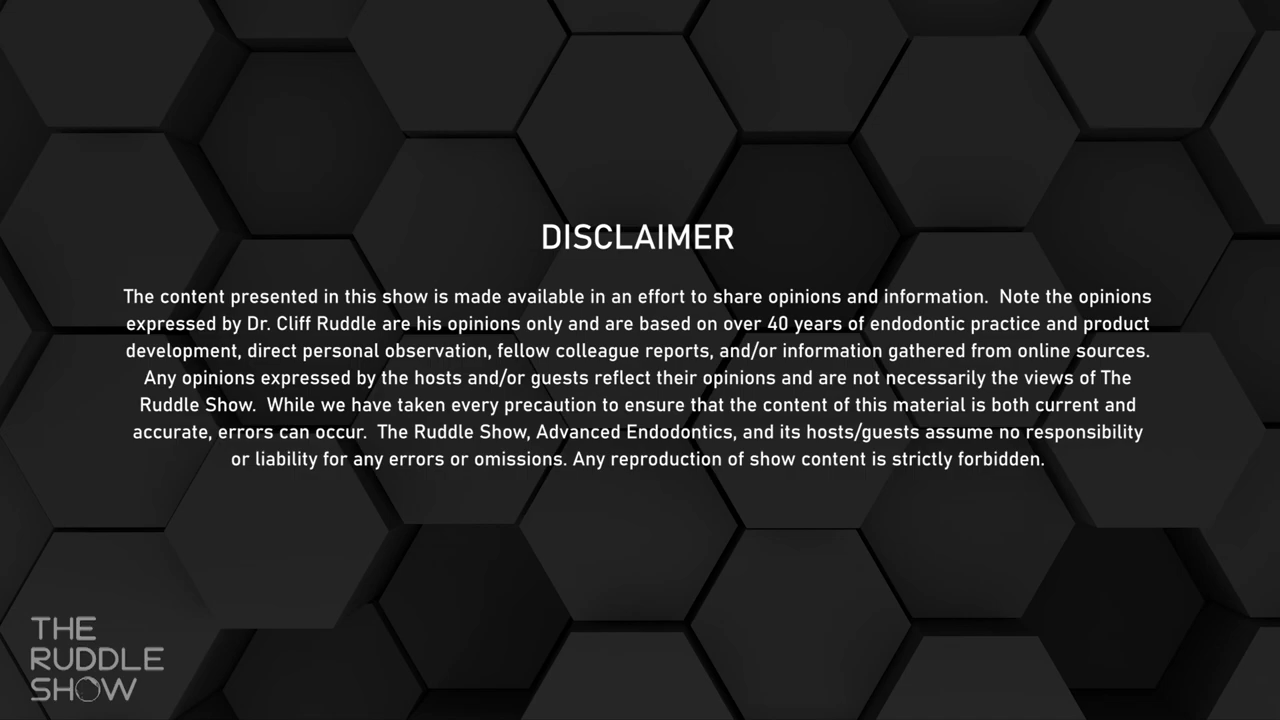 DISCLAIMER
The content presented in this show is made available in an effort to share opinions and information.  Note the opinions
expressed by Dr. Cliff Ruddle are his opinions only and are based on over 40 years of endodontic practice and product
development, direct personal observation, fellow colleague reports, and/or information gathered from online sources.
Any opinions expressed by the hosts and/or guests reflect their opinions and are not necessarily the views of The
Ruddle Show.  While we have taken every precaution to ensure that the content of this material is both current and
accurate, errors can occur.  The Ruddle Show, Advanced Endodontics, and its hosts/guests assume no responsibility
or liability for any errors or omissions. Any reproduction of show content is strictly forbidden.
THE
RUDDLE
SHOW